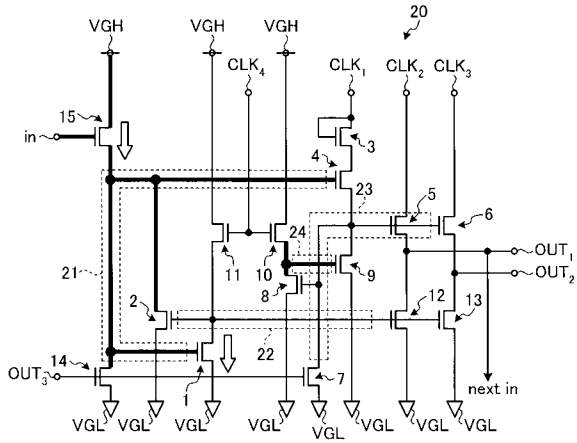 20
VGH
VGH
VGH
CLK4
CLK1
CLK2
CLK3
15
in
3
4
23
5
6
21
11
10
24
9
OUT1
OUT2
8
2
22
12
13
14
OUT3
1
7
next in
VGL
VGL
VGL
VGL
VGL
VGL
VGL
VGL